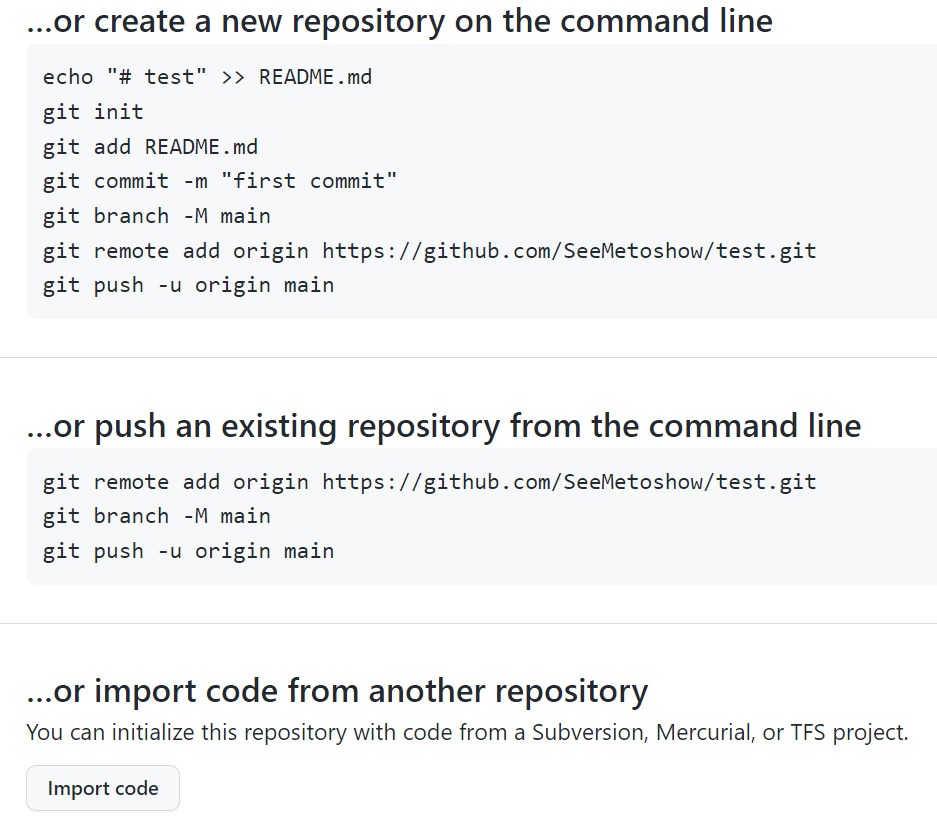 ...or create a new repository on the command line
echo "# test" >> README.md
git init
git add README.md
git commit -m "first commit"
git branch -M main
git remote add origin https://github.com/SeeMetoshow/test.git
git push -u origin main
...or push an existing repository from the command line
git remote add origin https://github.com/SeeMetoshow/test.git
git branch -M main
git push -u origin main
...or import code from another repository
You can initialize this repository with code from a Subversion, Mercurial, or TFS project.
Import code